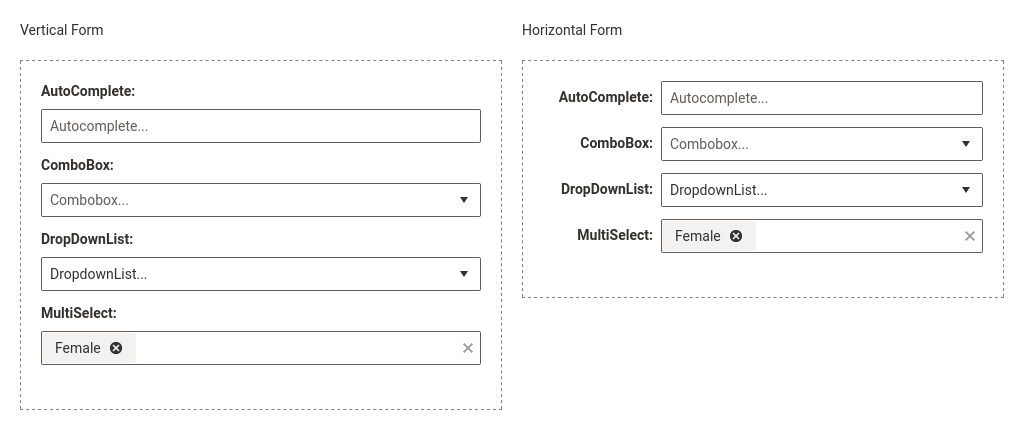 Vertical Form
AutoComplete:
Autocomplete...
ComboBox:
Combobox...
DropDownList:
DropdownList...
MultiSelect:
Female
Horizontal Form
AutoComplete: Autocomplete...
ComboBox: Combobox...
DropDownList: DropdownList...
MultiSelect: Female